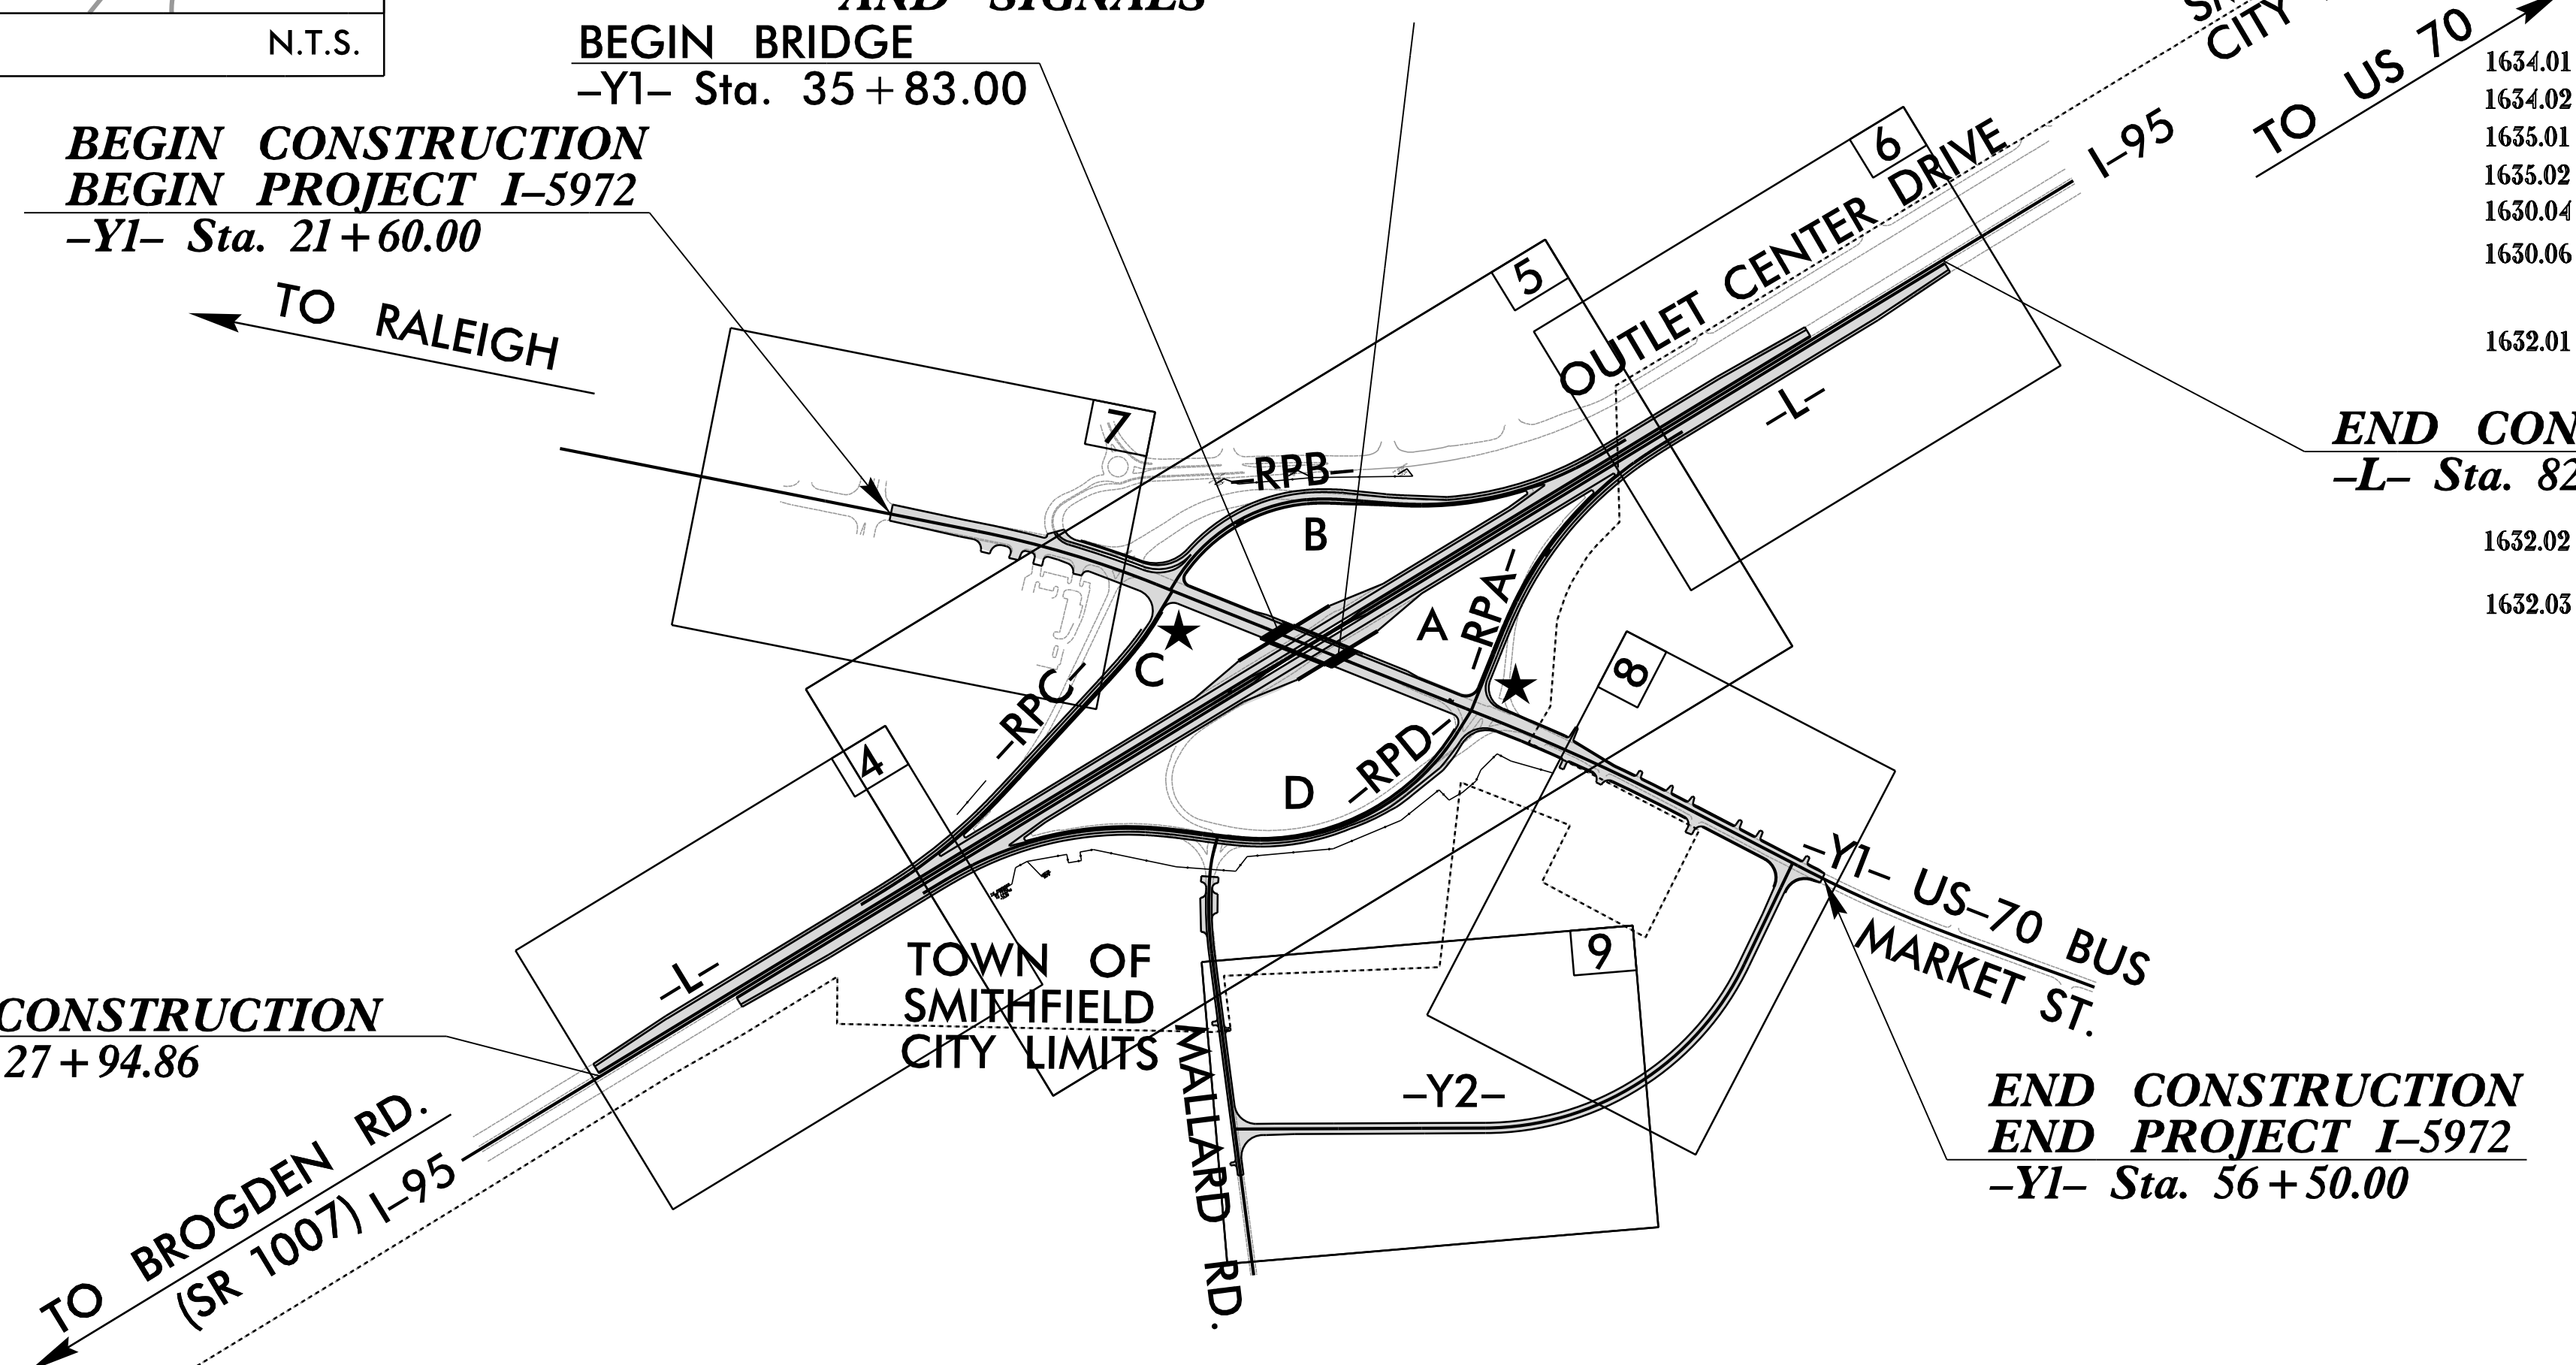 AND SIGNALS
N.T.S.
BEGIN BRIDGE
–Y1– Sta. 35+83.00
BEGIN CONSTRUCTION
BEGIN PROJECT I–5972
–Y1– Sta. 21+60.00
TO RALEIGH
CITY
TO US 70
I–95
OUTLET CENTER DRIVE
1634.01
1634.02
1635.01
1635.02
1630.04
1630.06
1632.01
1632.02
1632.03
6
5
7
4
8
9
–L–
END CON
–L– Sta. 82
–RPB–
B
–RPA–
A
–RPC–
C
–RPD–
D
–L–
TOWN OF
SMITHFIELD
CITY LIMITS
CONSTRUCTION
27+94.86
TO BROGDEN RD.
(SR 1007)
I–95
MALLARD RD.
–Y2–
–Y1– US–70 BUS
MARKET ST.
END CONSTRUCTION
END PROJECT I–5972
–Y1– Sta. 56+50.00